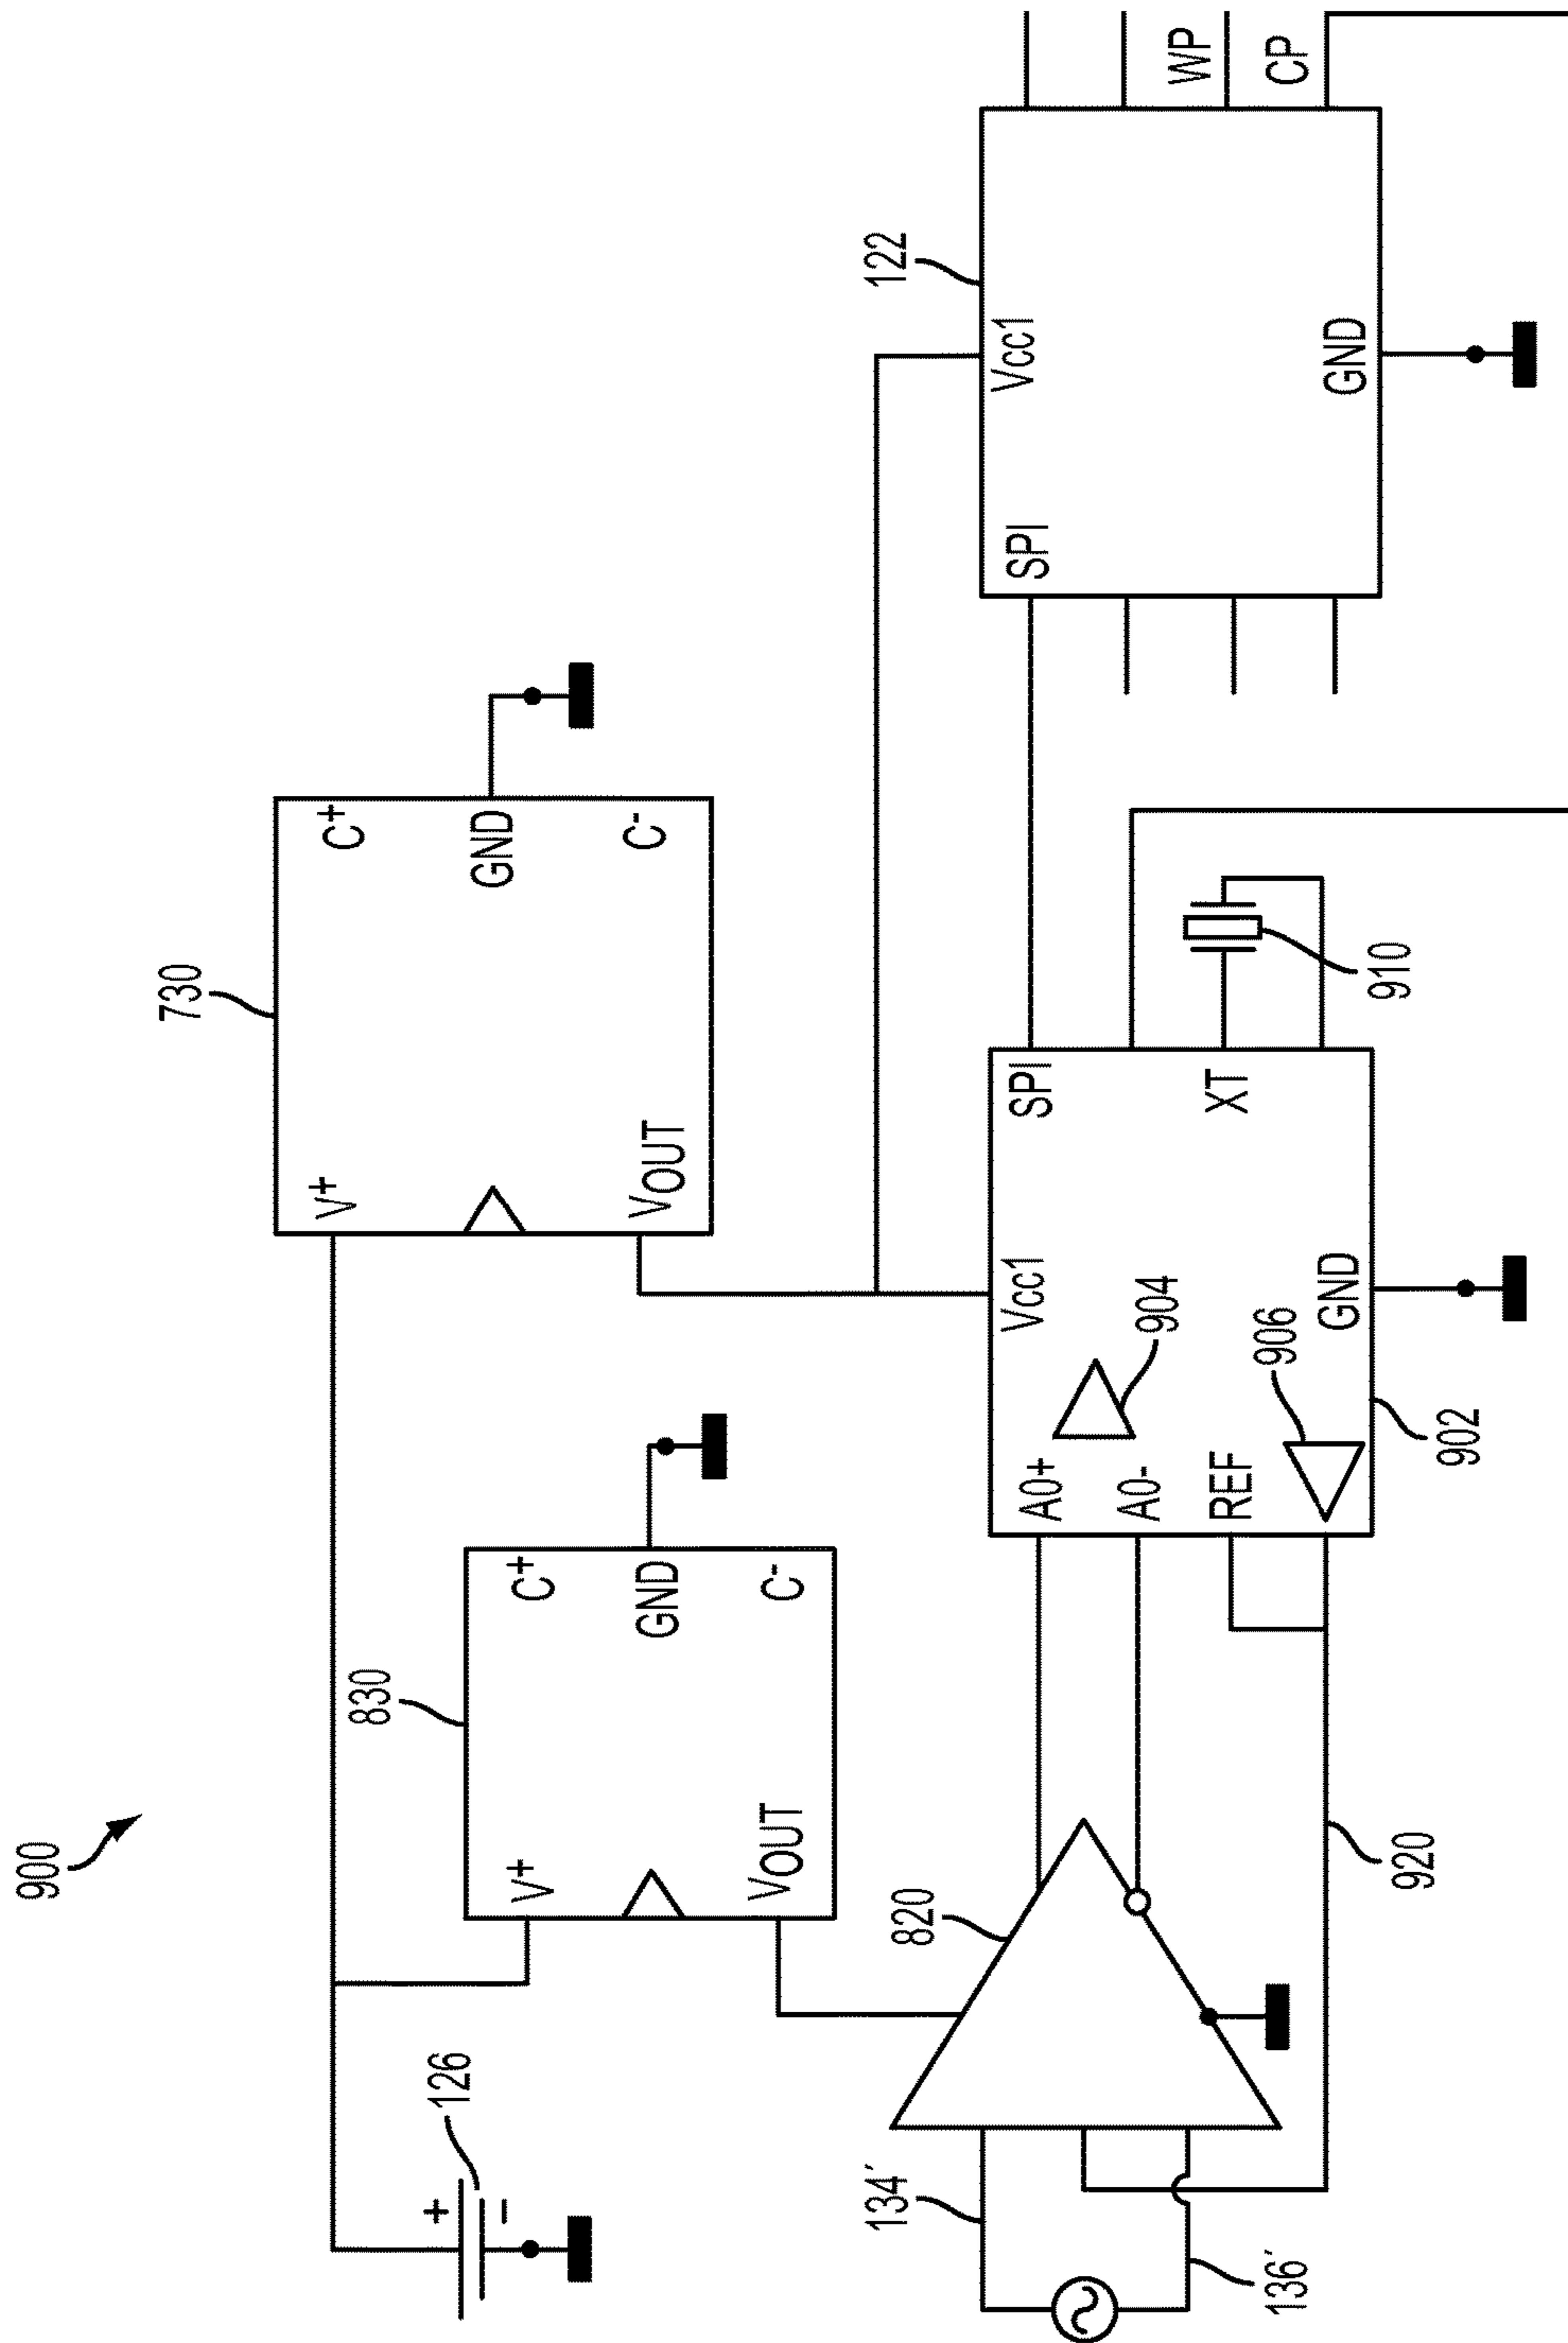 900
126
+
-
V+
C+
GND
C-
VOUT
830
V+
C+
GND
C-
VOUT
730
134′
136′
820
920
A0+
A0-
REF
Vcc1
904
906
GND
SPI
XT
902
910
122
SPI
Vcc1
GND
WP
CP